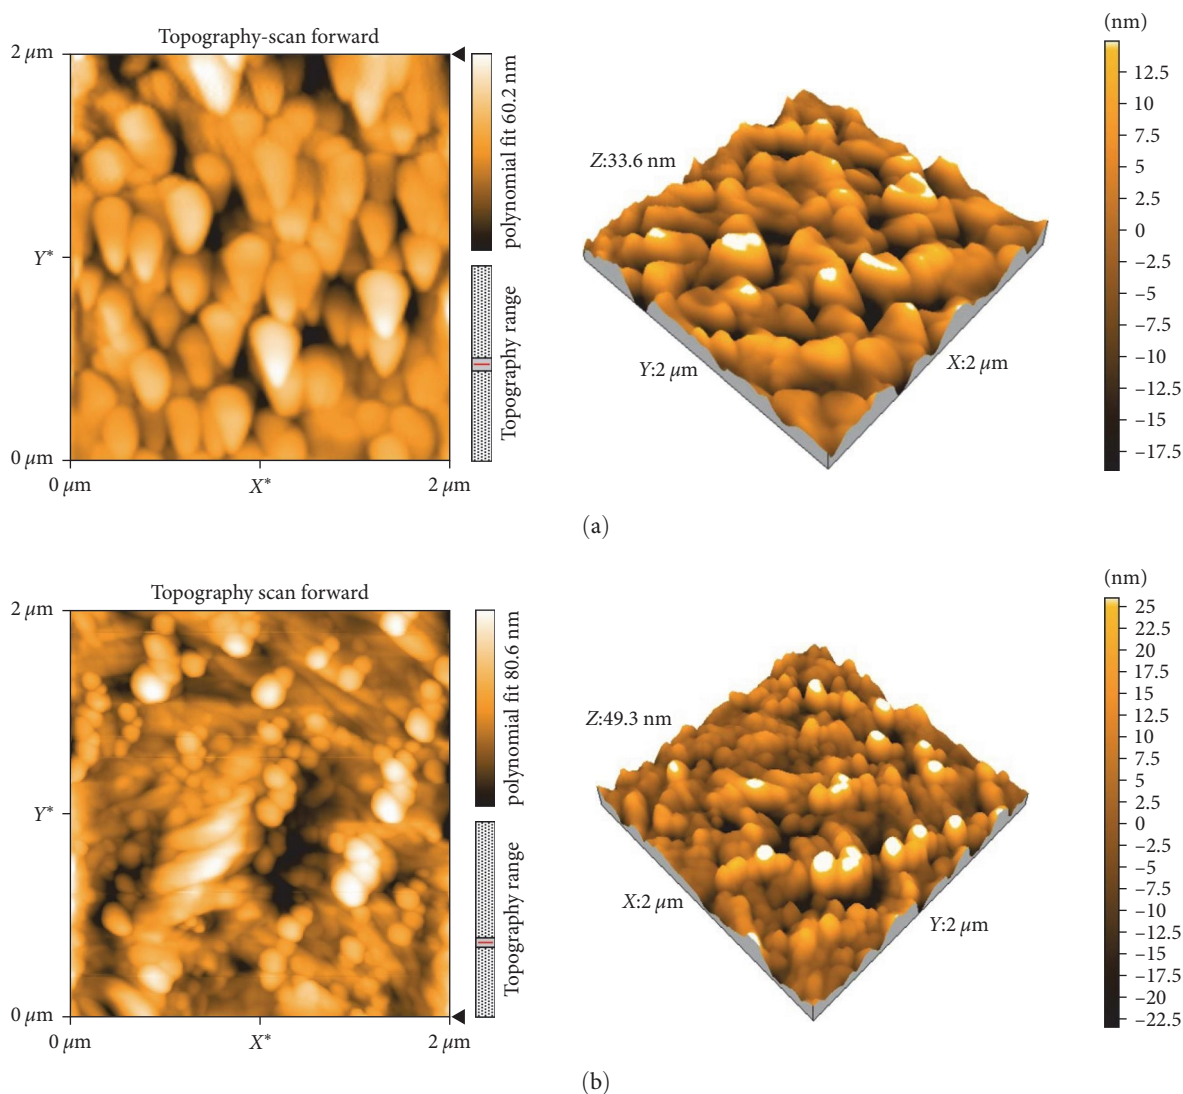 Topography-scan forward
2 μm
Y*
0 μm
0 μm
X*
2 μm
polynomial fit 60.2 nm
Topography range
Z:33.6 nm
Y:2 μm
X:2 μm
(nm)
12.5
10
7.5
5
2.5
0
−2.5
−5
−7.5
−10
−12.5
−15
−17.5
(a)
Topography scan forward
2 μm
Y*
0 μm
0 μm
X*
2 μm
polynomial fit 80.6 nm
Topography range
Z:49.3 nm
X:2 μm
Y:2 μm
(nm)
25
22.5
20
17.5
15
12.5
10
7.5
5
2.5
0
−2.5
−5
−7.5
−10
−12.5
−15
−17.5
−20
−22.5
(b)